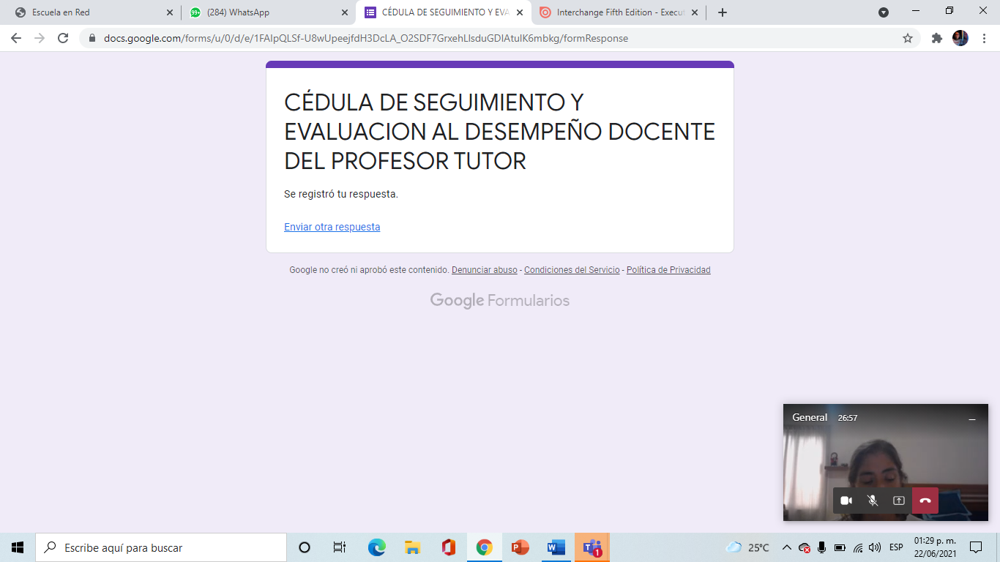 Escuela en Red
99+
(284) WhatsApp
CÉDULA DE SEGUIMIENTO Y EVA
Interchange Fifth Edition - Execut
docs.google.com/forms/u/0/d/e/1FAIpQLSf-U8wUpeejfdH3DcLA_O2SDF7GrxehLlsduGDIAtulK6mbkg/formResponse
CÉDULA DE SEGUIMIENTO Y
EVALUACION AL DESEMPEÑO DOCENTE
DEL PROFESOR TUTOR
Se registró tu respuesta.
Enviar otra respuesta
Google no creó ni aprobó este contenido. Denunciar abuso - Condiciones del Servicio - Política de Privacidad
Google Formularios
General 26:57
Escribe aquí para buscar
1
25°C
ESP
01:29 p. m.
22/06/2021